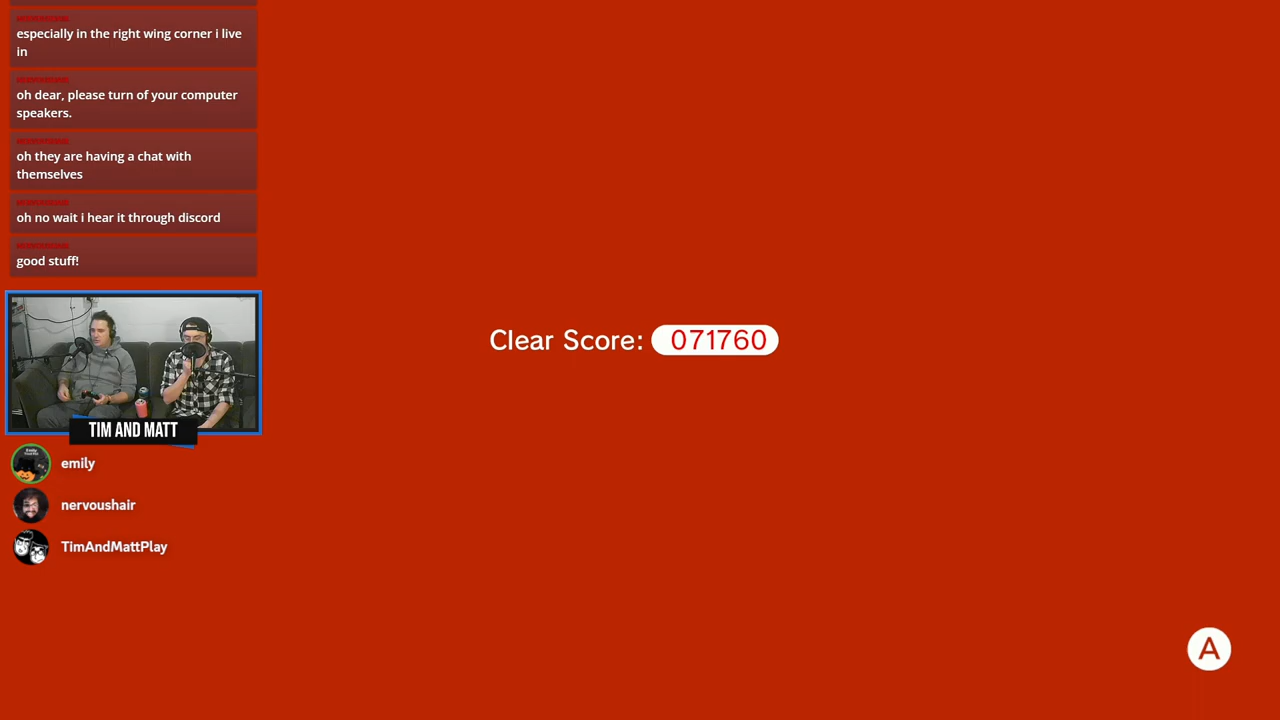 especially in the right wing corner i live
in
oh dear, please turn of your computer
speakers.
oh they are having a chat with
themselves
oh no wait i hear it through discord
good stuff!
Clear Score: 071760
TIM AND MATT
emily
nervoushair
TimAndMattPlay
A